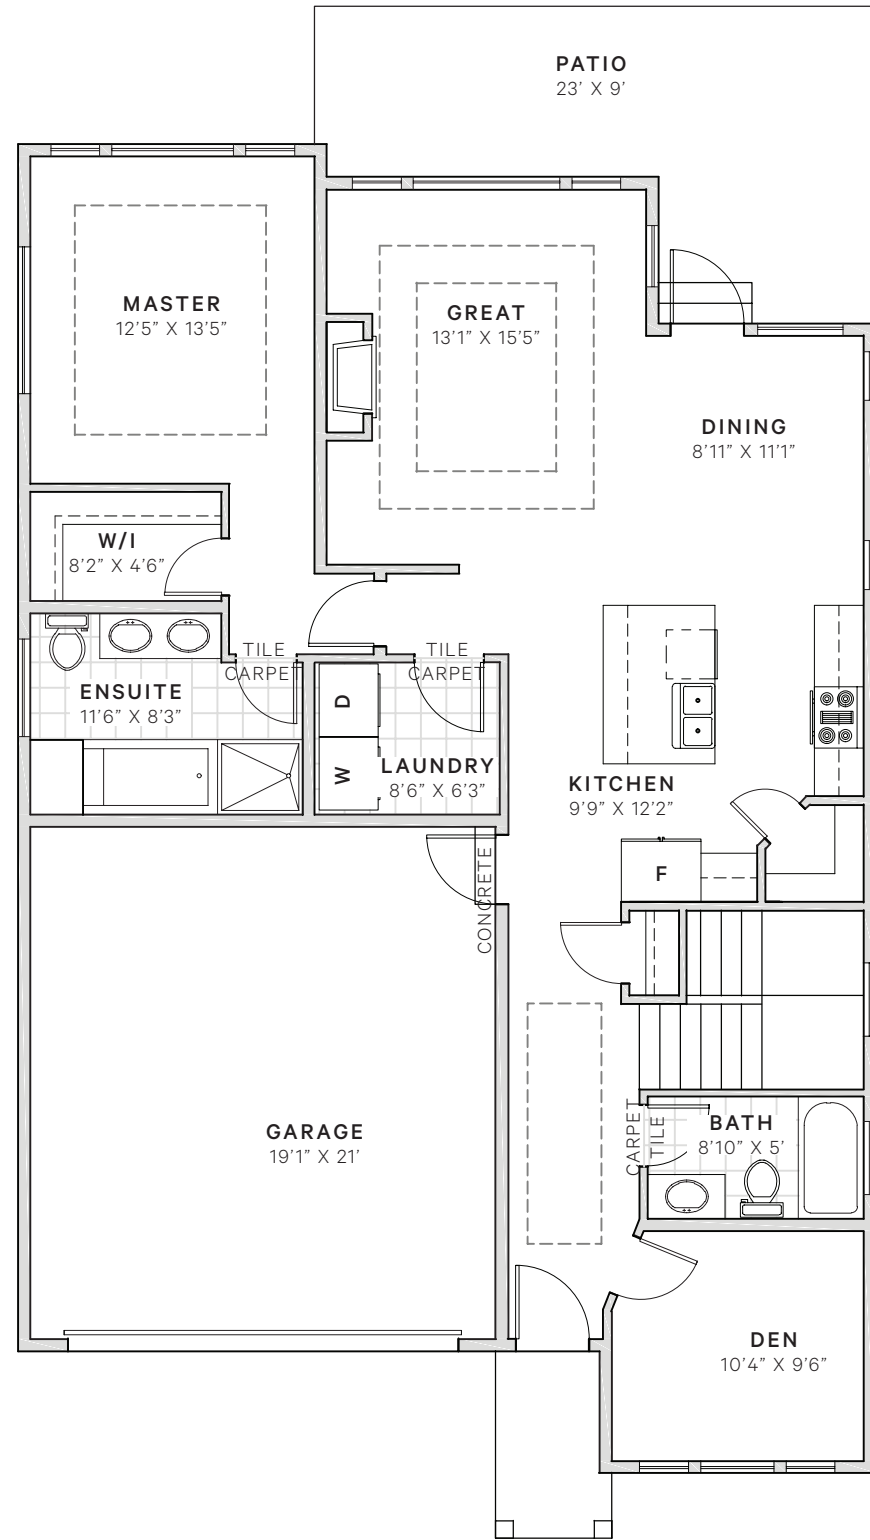 PATIO
23’ X 9’
MASTER
12’5” X 13’5”
GREAT
13’1” X 15’5”
DINING
8’11” X 11’1”
W/I
8’2” X 4’6”
TILE
CARPET
TILE
CARPET
ENSUITE
11’6” X 8’3”
D
W
LAUNDRY
8’6” X 6’3”
KITCHEN
9’9” X 12’2”
F
CONCRETE
GARAGE
19’1” X 21’
CARPET
TILE
BATH
8’10” X 5’
DEN
10’4” X 9’6”